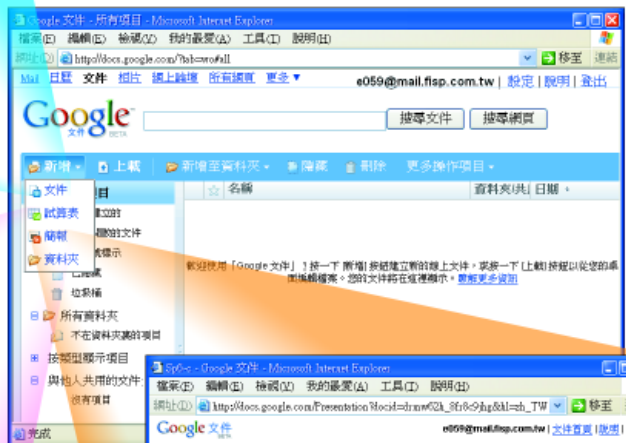 Google 文件 - 所有項目 - Microsoft Internet Explorer
檔案(F) 編輯(E) 檢視(V) 我的最愛(A) 工具(T) 說明(H)
網址(D) http://docs.google.com/?tab=wo#all 移至 連結
Mail 日曆 文件 相片 網上論壇 所有網頁 更多▼ e059@mail.fisp.com.tw | 設定 | 說明 | 登出
Google 文件 BETA 搜尋文件 搜尋網頁
新增 上載 新增至資料夾 隱藏 刪除 更多操作項目
文件
試算表
簡報
資料夾
名稱 資料夾/共 日期
歡迎使用「Google 文件」！按一下 [新增] 按鈕建立新的線上文件，或按一下 [上載] 按鈕以從您的桌
面編輯檔案。您的文件將在這裡顯示。瞭解更多資訊
已隱藏
垃圾桶
所有資料夾
不在資料夾裏的項目
按類型顯示項目
與他人共用的文件
沒有項目
完成
Google 文件 - Microsoft Internet Explorer
檔案(F) 編輯(E) 檢視(V) 我的最愛(A) 工具(T) 說明(H)
網址(D) 移至
Google 文件 e059@mail.fisp.com.tw | 文件首頁 | 說明 |